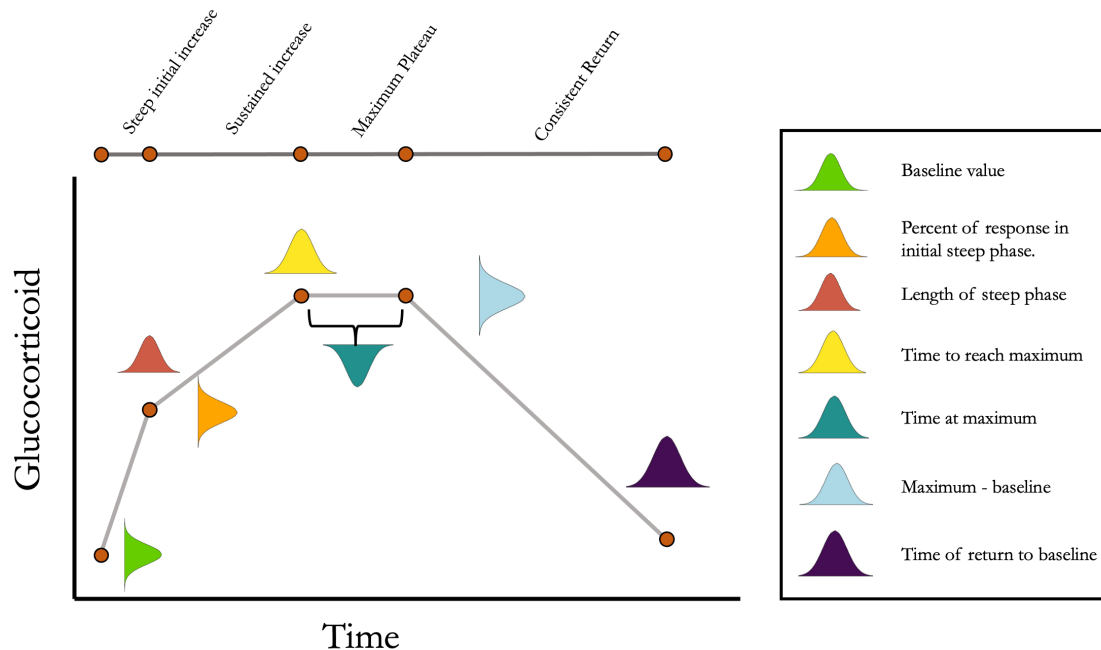 Steep initial increase
Sustained increase
Maximum Plateau
Consistent Return
Glucocorticoid
Time
Baseline value
Percent of response in
initial steep phase.
Length of steep phase
Time to reach maximum
Time at maximum
Maximum - baseline
Time of return to baseline